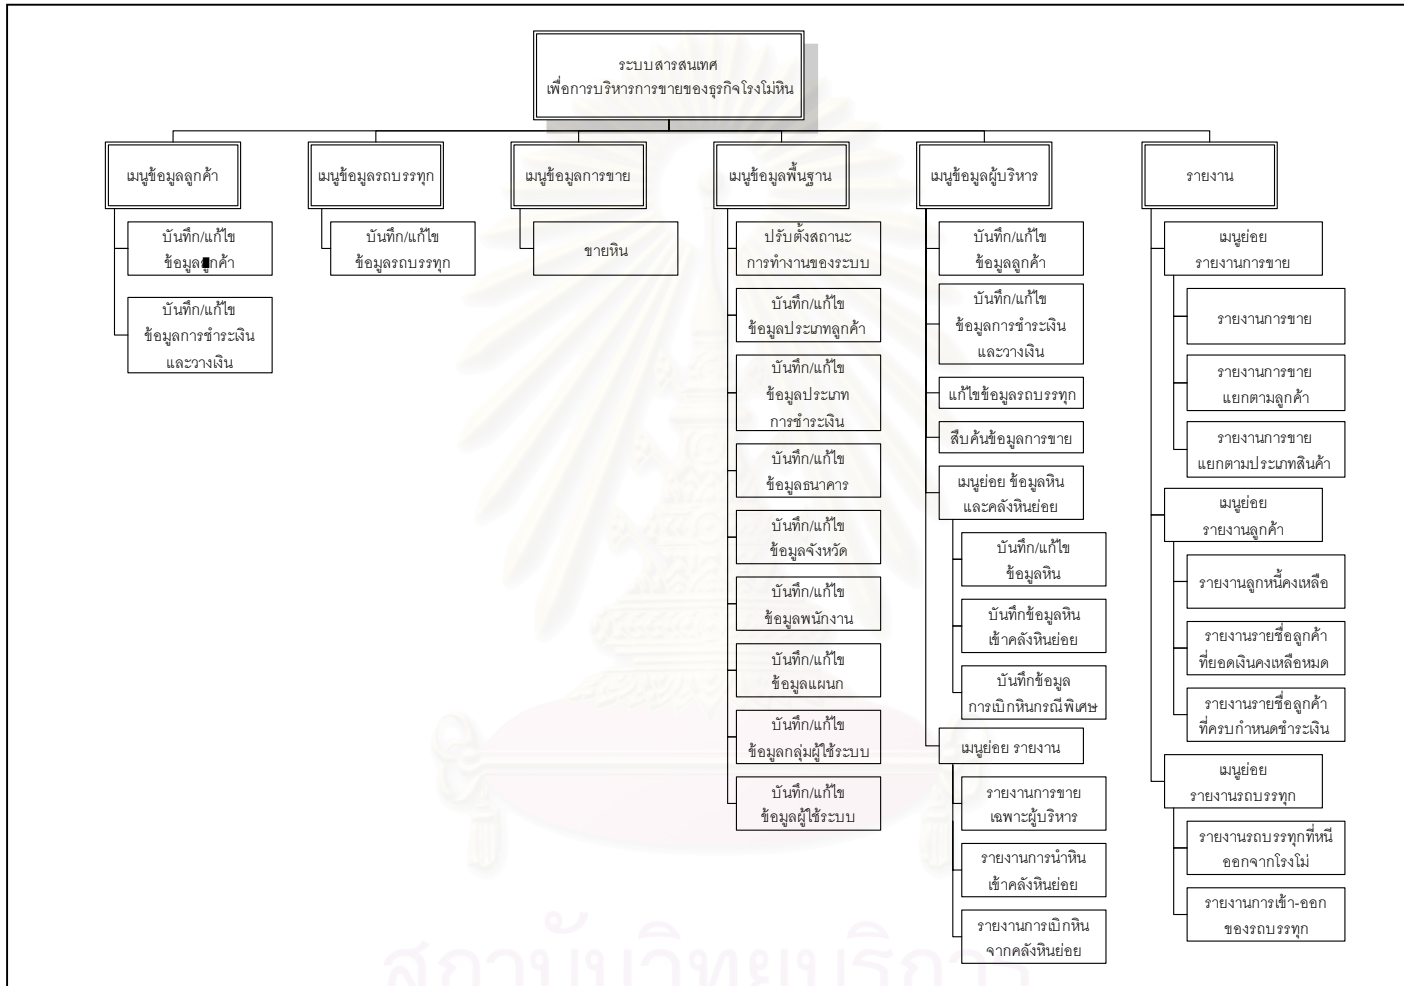 ระบบสารสนเทศ
เพื่อการบริหารการขายของธุรกิจโรงโม่หิน
เมนูข้อมูลลูกค้า
บันทึก/แก้ไข
ข้อมูลลูกค้า
บันทึก/แก้ไข
ข้อมูลการชำระเงิน
และวางเงิน
เมนูข้อมูลรถบรรทุก
บันทึก/แก้ไข
ข้อมูลรถบรรทุก
เมนูข้อมูลการขาย
ขายหิน
เมนูข้อมูลพื้นฐาน
ปรับตั้งสถานะ
การทำงานของระบบ
บันทึก/แก้ไข
ข้อมูลประเภทลูกค้า
บันทึก/แก้ไข
ข้อมูลประเภท
การชำระเงิน
บันทึก/แก้ไข
ข้อมูลธนาคาร
บันทึก/แก้ไข
ข้อมูลจังหวัด
บันทึก/แก้ไข
ข้อมูลพนักงาน
บันทึก/แก้ไข
ข้อมูลแผนก
บันทึก/แก้ไข
ข้อมูลกลุ่มผู้ใช้ระบบ
บันทึก/แก้ไข
ข้อมูลผู้ใช้ระบบ
เมนูข้อมูลผู้บริหาร
บันทึก/แก้ไข
ข้อมูลลูกค้า
บันทึก/แก้ไข
ข้อมูลการชำระเงิน
และวางเงิน
แก้ไขข้อมูลรถบรรทุก
สืบค้นข้อมูลการขาย
เมนูย่อย ข้อมูลหิน
และคลังหินย่อย
บันทึก/แก้ไข
ข้อมูลหิน
บันทึกข้อมูลหิน
เข้าคลังหินย่อย
บันทึกข้อมูล
การเบิกหินกรณีพิเศษ
เมนูย่อย รายงาน
รายงานการขาย
เฉพาะผู้บริหาร
รายงานการนำหิน
เข้าคลังหินย่อย
รายงานการเบิกหิน
จากคลังหินย่อย
รายงาน
เมนูย่อย
รายงานการขาย
รายงานการขาย
รายงานการขาย
แยกตามลูกค้า
รายงานการขาย
แยกตามประเภทสินค้า
เมนูย่อย
รายงานลูกค้า
รายงานลูกหนี้คงเหลือ
รายงานรายชื่อลูกค้า
ที่ยอดเงินคงเหลือหมด
รายงานรายชื่อลูกค้า
ที่ครบกำหนดชำระเงิน
เมนูย่อย
รายงานรถบรรทุก
รายงานรถบรรทุกที่หนี
ออกจากโรงโม่
รายงานการเข้า-ออก
ของรถบรรทุก
สถาบันวิทยบริการ